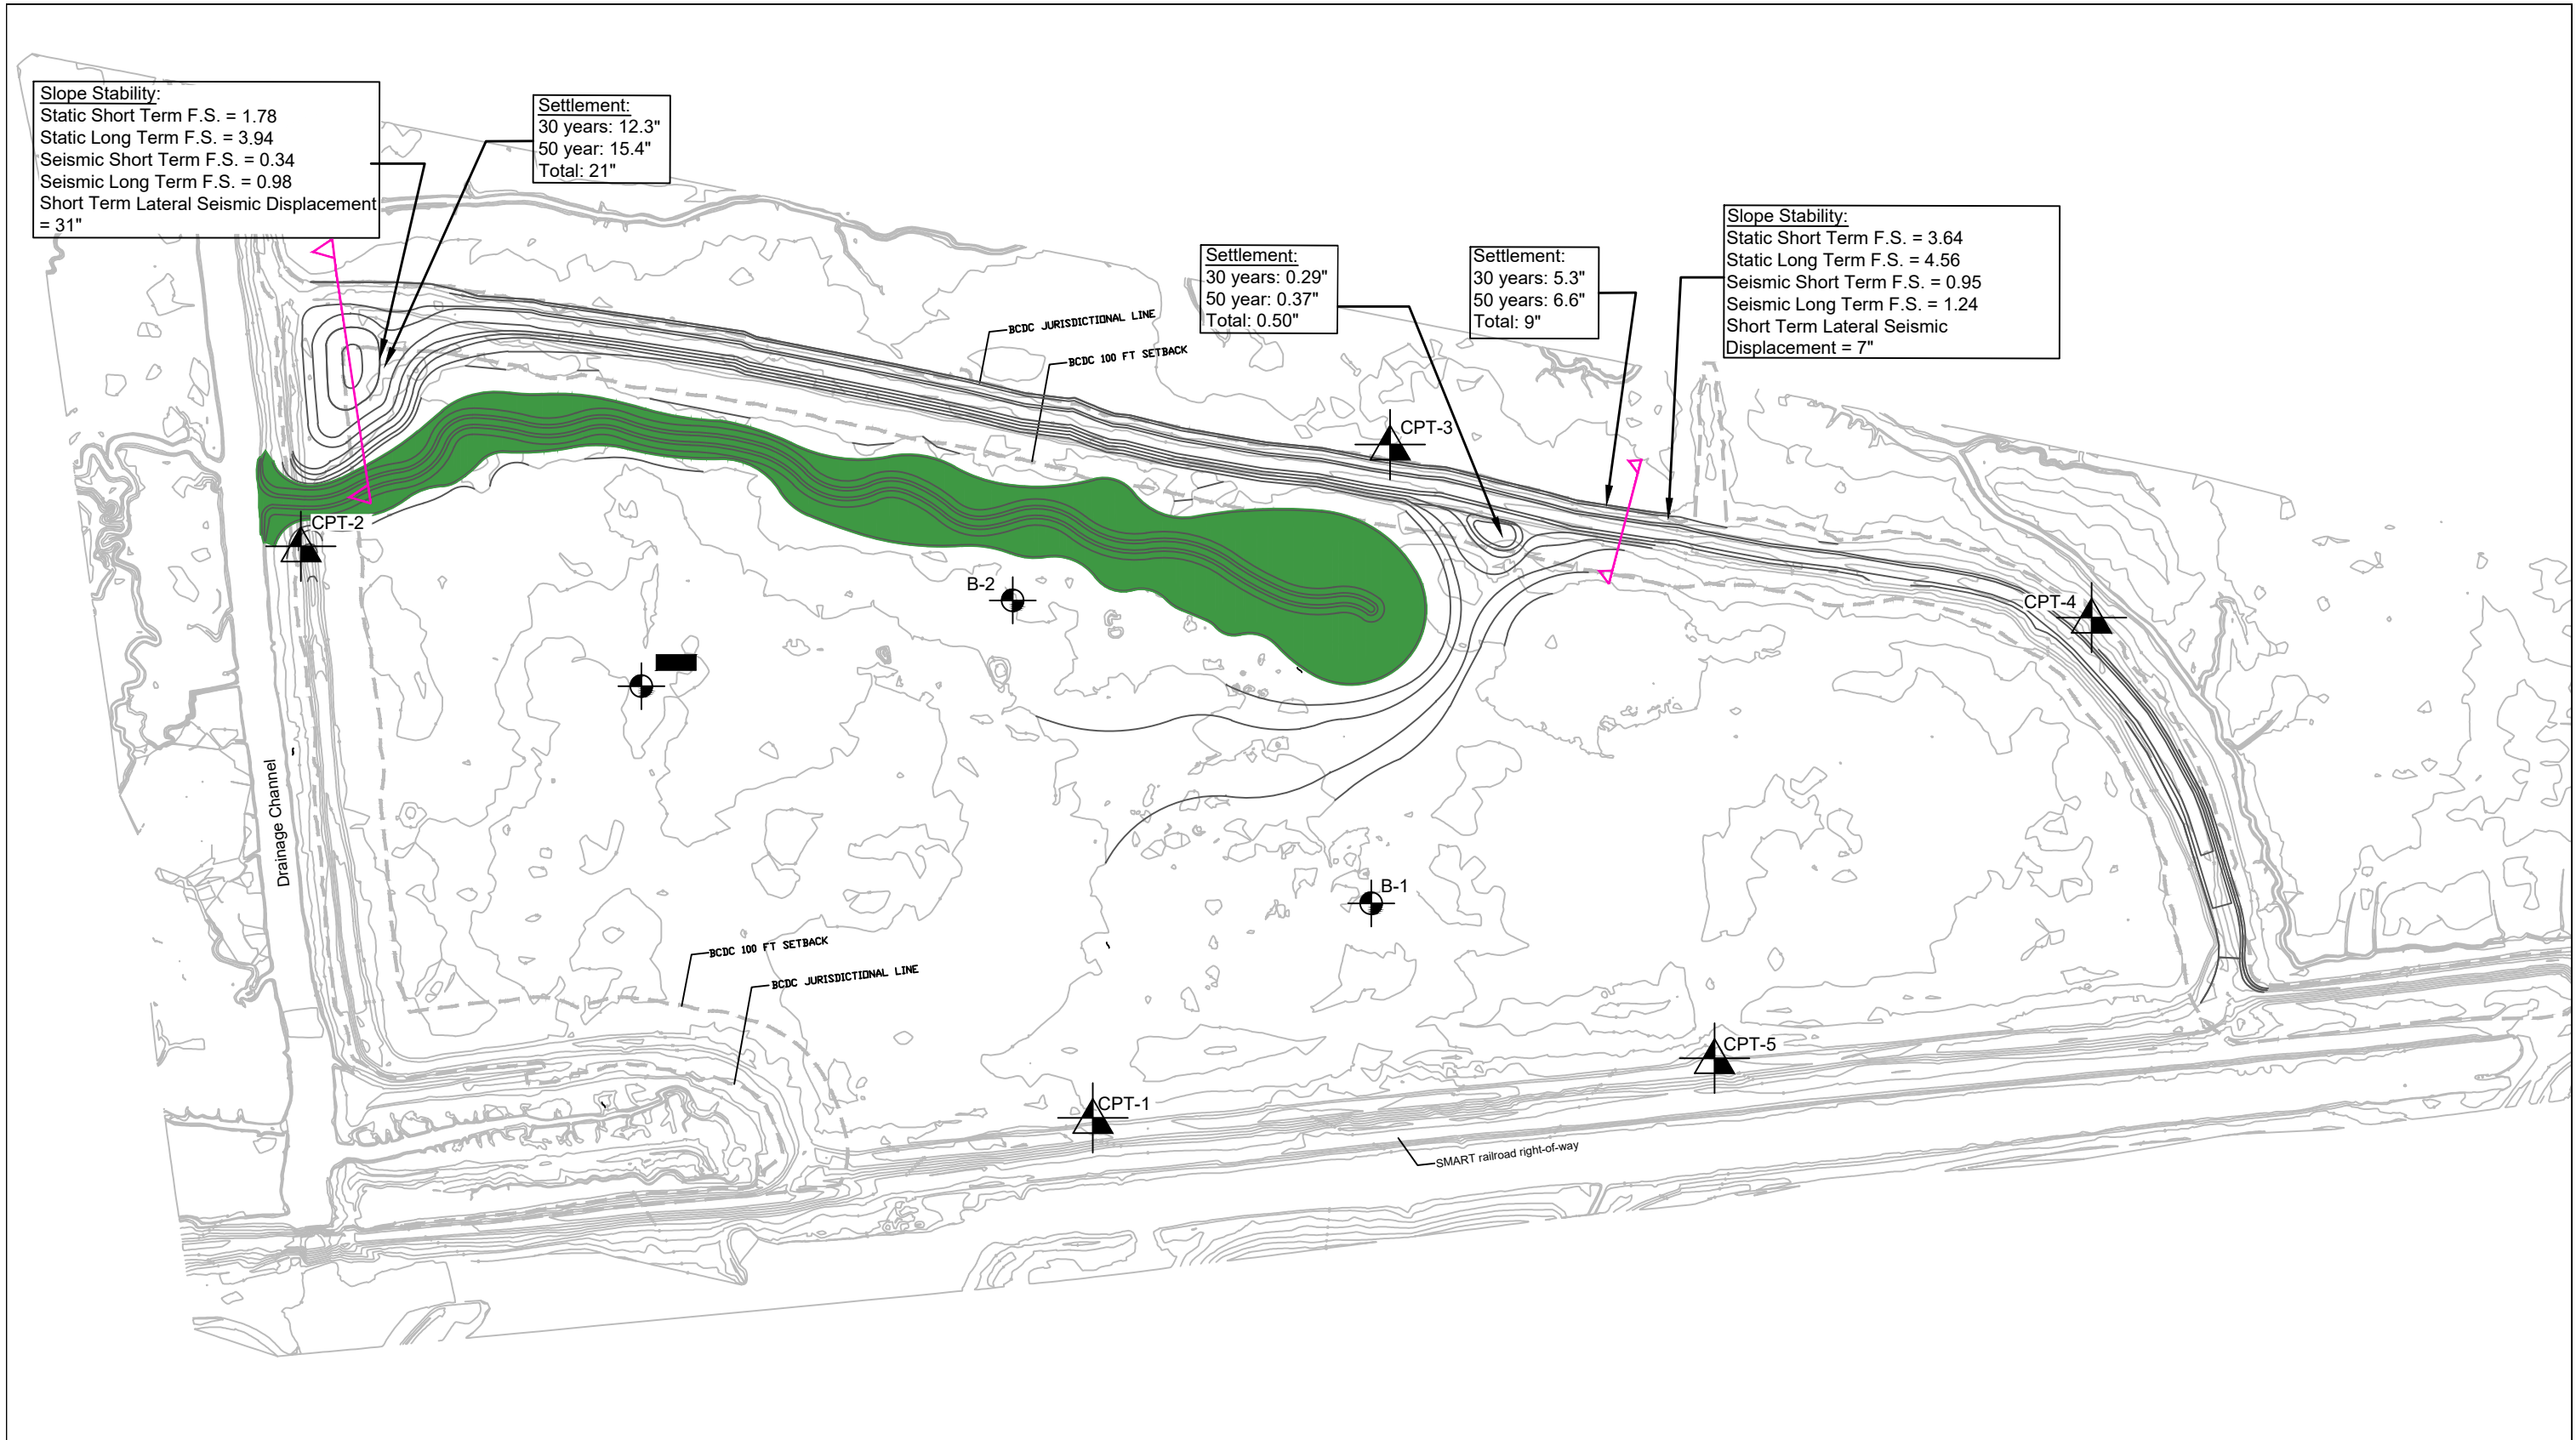 Slope Stability:
Static Short Term F.S. = 1.78
Static Long Term F.S. = 3.94
Seismic Short Term F.S. = 0.34
Seismic Long Term F.S. = 0.98
Short Term Lateral Seismic Displacement
= 31"
Settlement:
30 years: 12.3"
50 year: 15.4"
Total: 21"
Settlement:
30 years: 0.29"
50 year: 0.37"
Total: 0.50"
Settlement:
30 years: 5.3"
50 years: 6.6"
Total: 9"
Slope Stability:
Static Short Term F.S. = 3.64
Static Long Term F.S. = 4.56
Seismic Short Term F.S. = 0.95
Seismic Long Term F.S. = 1.24
Short Term Lateral Seismic
Displacement = 7"
BCDC JURISDICTIONAL LINE
BCDC 100 FT SETBACK
CPT-3
CPT-2
B-2
CPT-4
Drainage Channel
B-1
BCDC 100 FT SETBACK
BCDC JURISDICTIONAL LINE
CPT-5
CPT-1
SMART railroad right-of-way